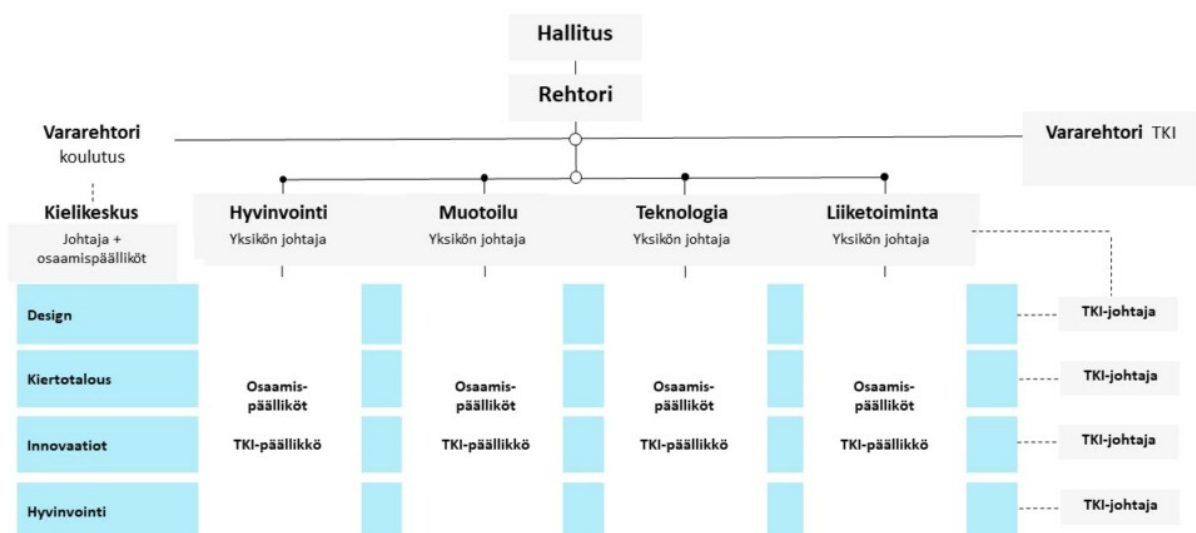 Hallitus
Rehtori
Vararehtori
koulutus
Vararehtori TKI
Kielikeskus
Johtaja +
osaamispäälliköt
Hyvinvointi
Yksikön johtaja
Muotoilu
Yksikön johtaja
Teknologia
Yksikön johtaja
Liiketoiminta
Yksikön johtaja
Design
TKI-johtaja
Kiertotalous
Osaamis-
päälliköt
Osaamis-
päälliköt
Osaamis-
päälliköt
Osaamis-
päälliköt
TKI-johtaja
Innovaatiot
TKI-päällikkö
TKI-päällikkö
TKI-päällikkö
TKI-päällikkö
TKI-johtaja
Hyvinvointi
TKI-johtaja